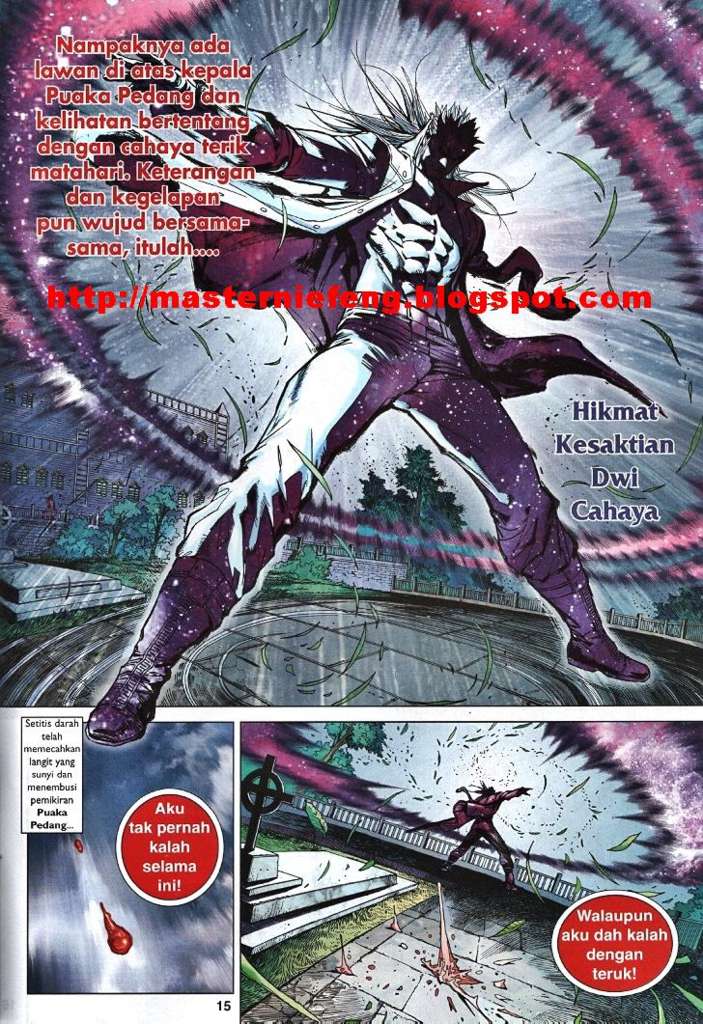 Nampaknya ada
lawan di atas kepala
Puaka Pedang dan
kelihatan bertentang
dengan cahaya terik
matahari. Keterangan
dan kegelapan
pun wujud bersama-
sama, itulah....
http://masterniefeng.blogspot.com
Hikmat
Kesaktian
Dwi
Cahaya
Setitis darah
telah
memecahkan
langit yang
sunyi dan
menembusi
pemikiran
Puaka
Pedang...
Aku
tak pernah
kalah
selama
ini!
Walaupun
aku dah kalah
dengan
teruk!
15